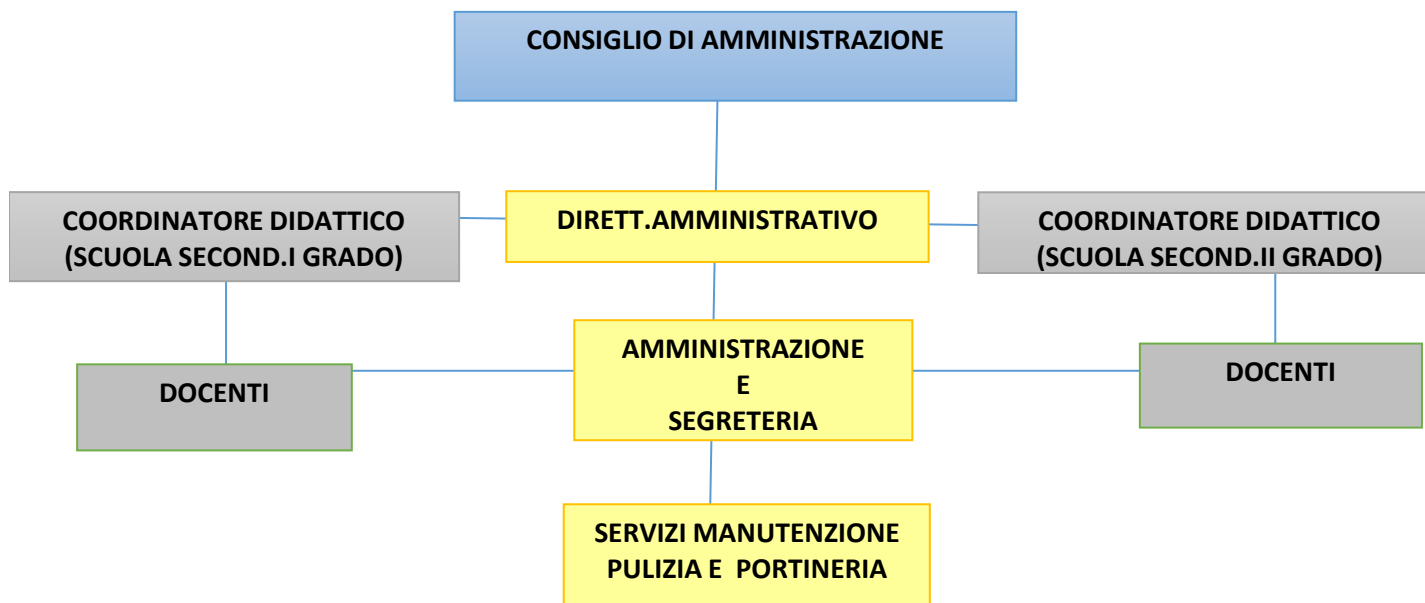 CONSIGLIO DI AMMINISTRAZIONE
COORDINATORE DIDATTICO
(SCUOLA SECOND.I GRADO)
DIRETT.AMMINISTRATIVO
COORDINATORE DIDATTICO
(SCUOLA SECOND.II GRADO)
DOCENTI
AMMINISTRAZIONE
E
SEGRETERIA
DOCENTI
SERVIZI MANUTENZIONE
PULIZIA E PORTINERIA